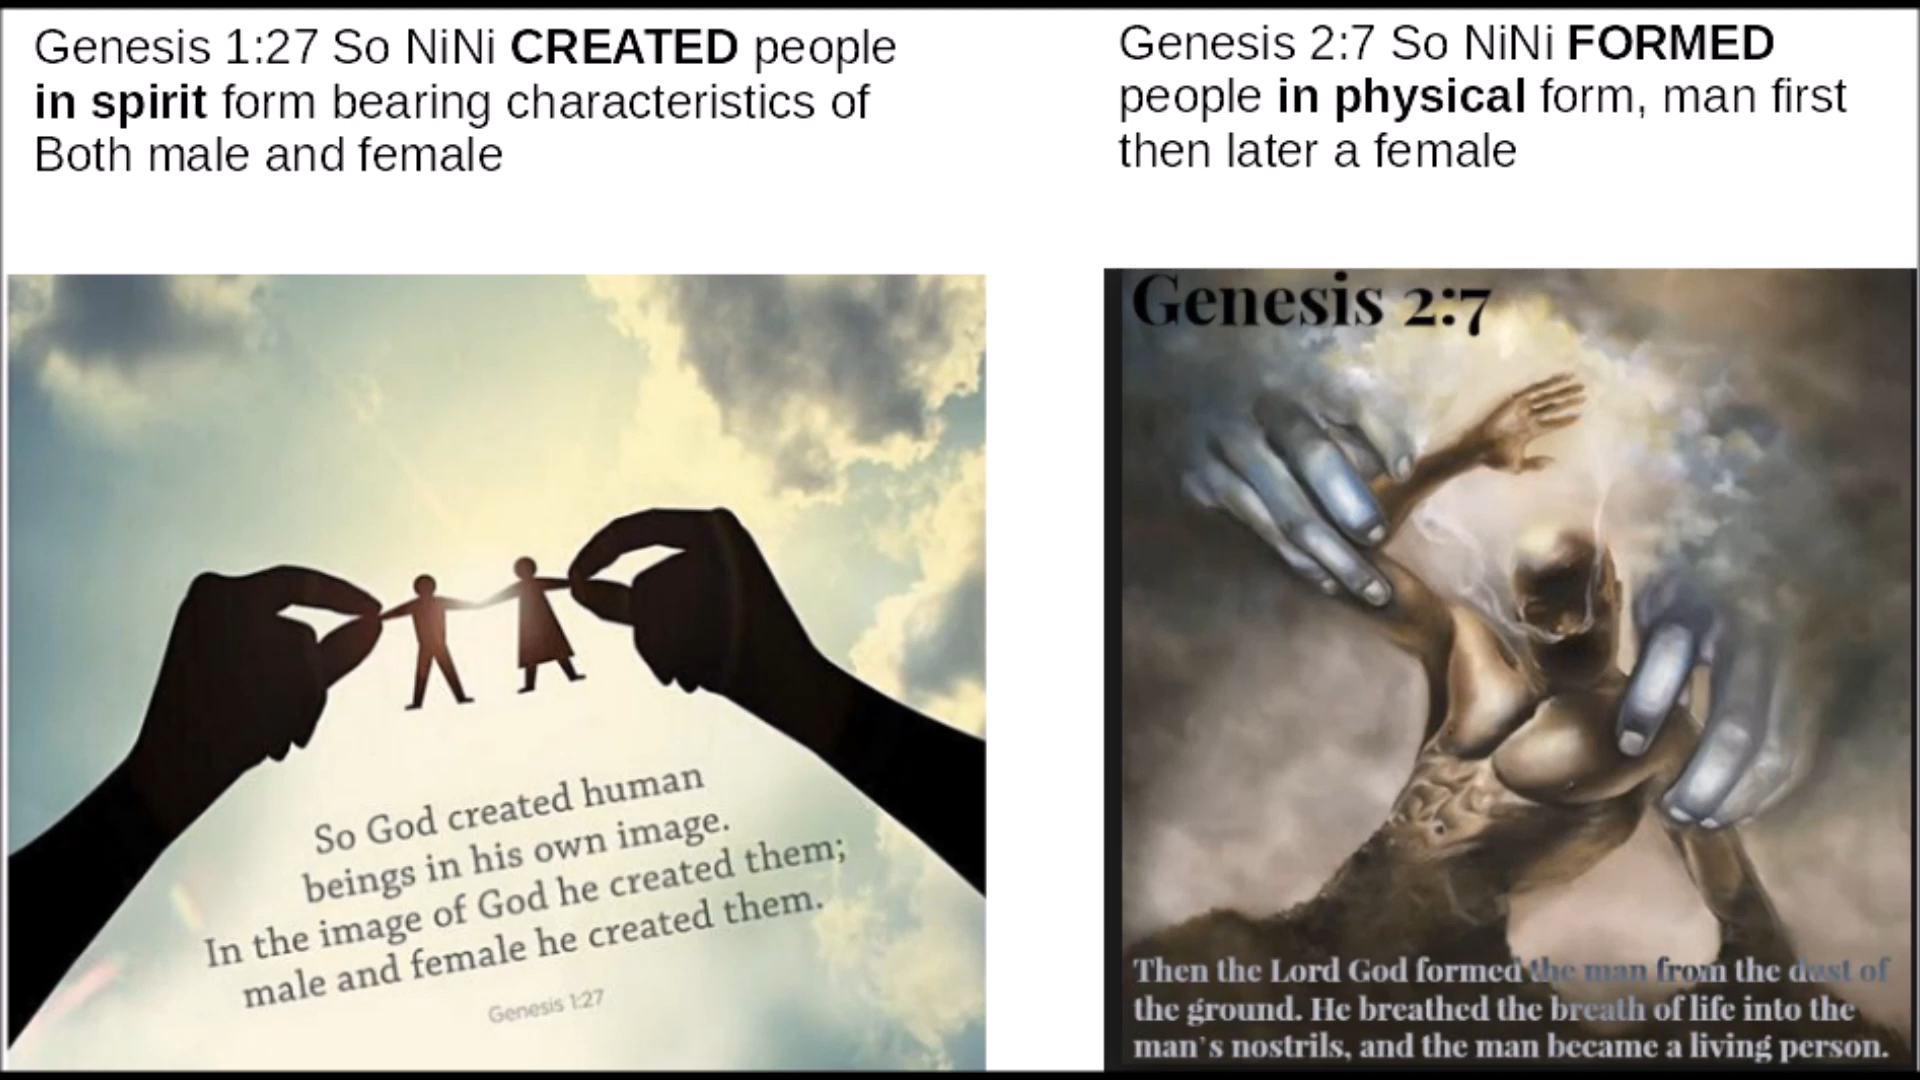 Genesis 1:27 So NiNi CREATED people
in spirit form bearing characteristics of
Both male and female
Genesis 2:7 So NiNi FORMED
people in physical form, man first
then later a female
So God created human
beings in his own image.
In the image of God he created them;
male and female he created them.
Genesis 1:27
Genesis 2:7
Then the Lord God formed the man from the dust of
the ground. He breathed the breath of life into the
man's nostrils, and the man became a living person.